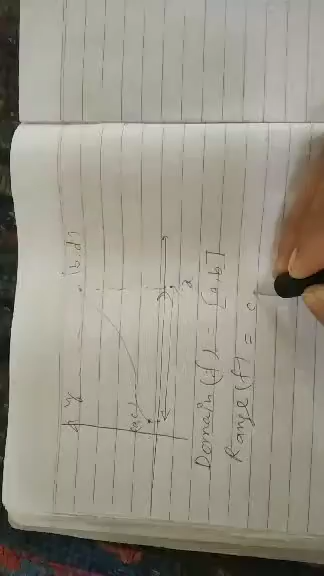 y
(b,d)
(a,c)
x
Domain(f) = [a,b]
Range(f) =